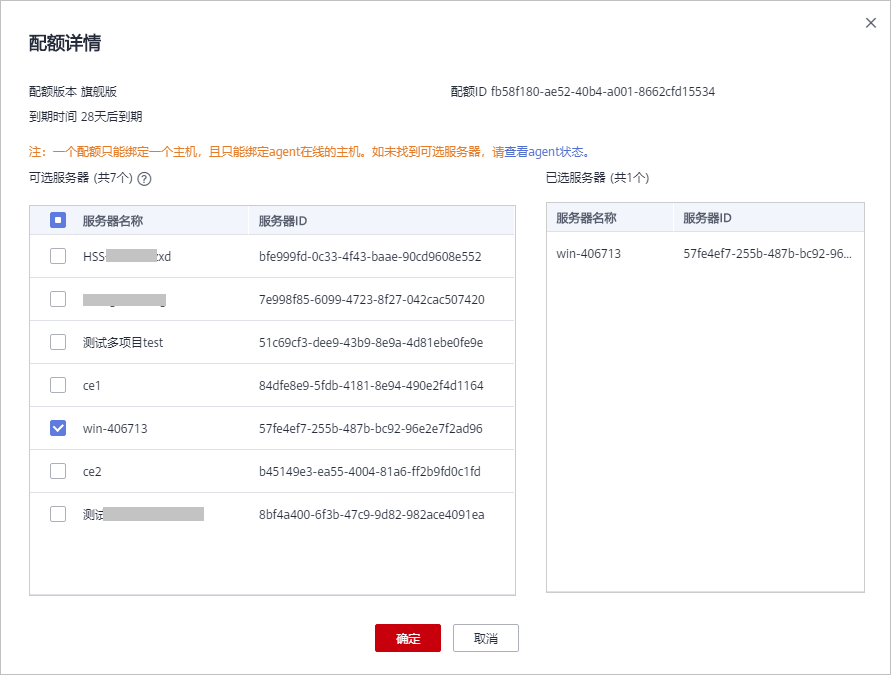 配额详情
配额版本 旗舰版
配额ID fb58f180-ae52-40b4-a001-8662cfd15534
到期时间 28天后到期
注：一个配额只能绑定一个主机，且只能绑定agent在线的主机。如未找到可选服务器，请查看agent状态。
可选服务器 (共7个) ?
已选服务器 (共1个)
服务器名称 服务器ID
HSS xd bfe999fd-0c33-4f43-baae-90cd9608e552
7e998f85-6099-4723-8f27-042cac507420
测试多项目test 51c69cf3-dee9-43b9-8e9a-4d81ebe0fe9e
ce1 84dfe8e9-5fdb-4181-8e94-490e2f4d1164
win-406713 57fe4ef7-255b-487b-bc92-96e2e7f2ad96
ce2 b45149e3-ea55-4004-81a6-ff2b9fd0c1fd
测试 8bf4a400-6f3b-47c9-9d82-982ace4091ea
服务器名称 服务器ID
win-406713 57fe4ef7-255b-487b-bc92-96...
确定 取消